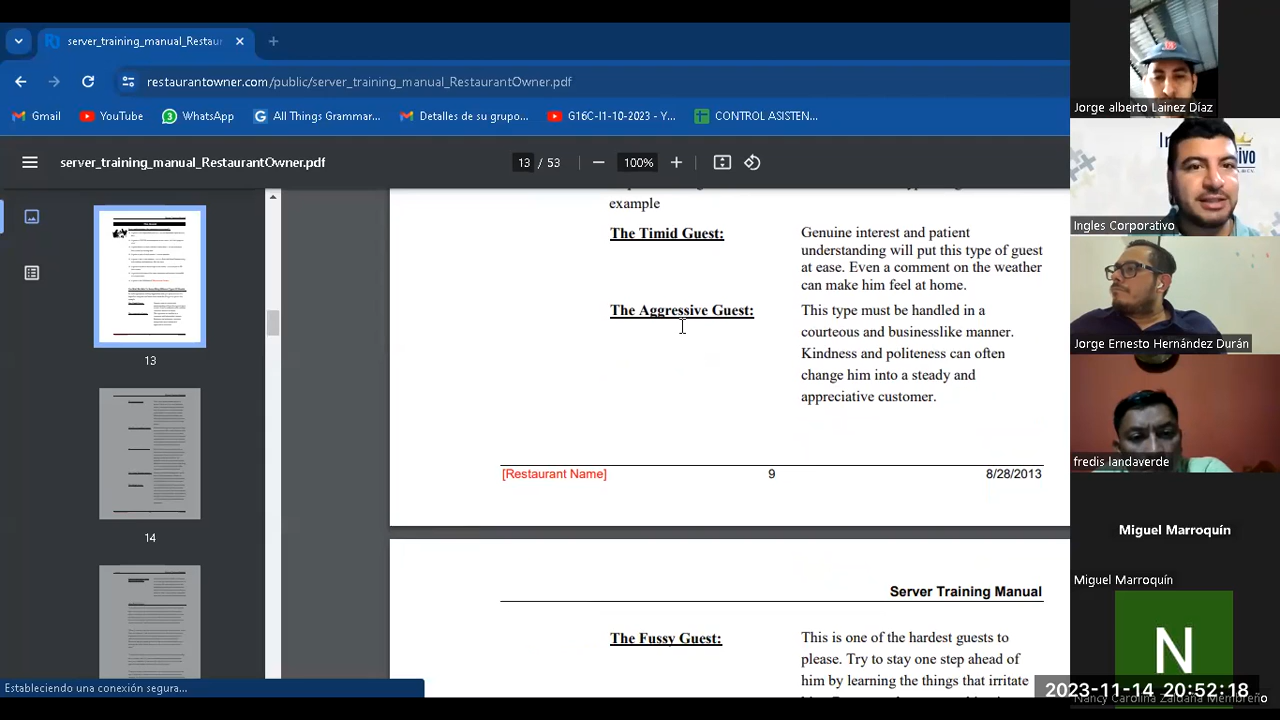 server_training_manual_Restaur
restaurantowner.com/public/server_training_manual_RestaurantOwner.pdf
Gmail
YouTube
WhatsApp
All Things Gramma...
Detalles del grado...
G16C-I1-10-2023 - Y...
CONTROL ASISTEN...
server_training_manual_RestaurantOwner.pdf
13 / 53
100%
13
14
example
The Timid Guest:
Genuine interest and patient
understanding will put this type of guest
at ease. Even a comment on the weather
can make him feel at home.
The Aggressive Guest:
This type must be handled in a
courteous and businesslike manner.
Kindness and politeness can often
change him into a steady and
appreciative customer.
[Restaurant Name]
9
8/28/2013
Server Training Manual
The Fussy Guest:
This is one of the hardest guests to
please. Try to stay one step ahead of
him by learning the things that irritate
Estableciendo una conexión segura...
Jorge alberto Lainez Díaz
Ingles Corporativo
Jorge Ernesto Hernández Durán
fredis landaverde
Miguel Marroquín
Miguel Marroquín
N
Nancy Carolina Zaldaña Membreño
2023-11-14 20:52:18